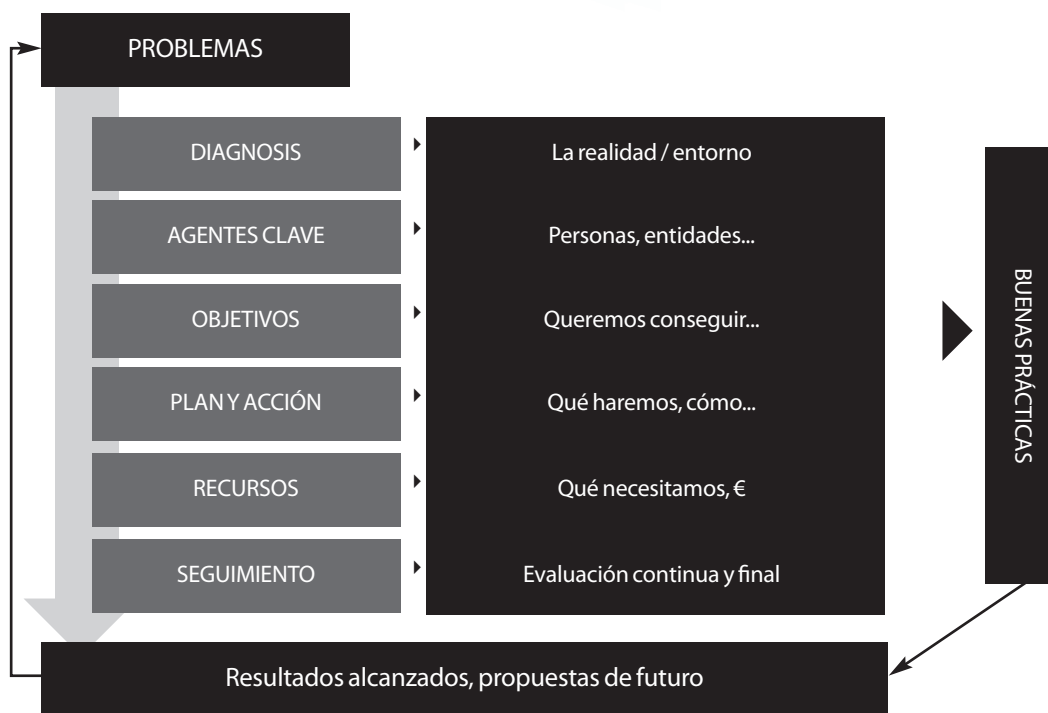 PROBLEMAS
DIAGNOSIS
La realidad / entorno
AGENTES CLAVE
Personas, entidades...
OBJETIVOS
Queremos conseguir...
PLAN Y ACCIÓN
Qué haremos, cómo...
RECURSOS
Qué necesitamos, €
SEGUIMIENTO
Evaluación continua y final
BUENAS PRÁCTICAS
Resultados alcanzados, propuestas de futuro